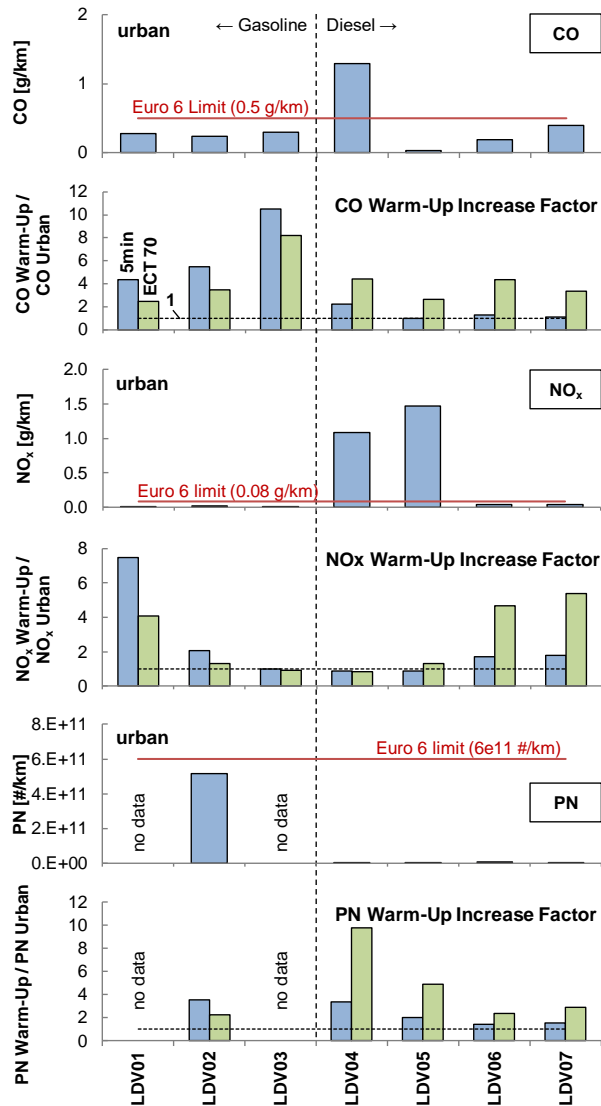 urban
← Gasoline
Diesel →
CO
CO [g/km]
2
1
0
Euro 6 Limit (0.5 g/km)
CO Warm-Up Increase Factor
CO Warm-Up /
CO Urban
12
10
8
6
4
2
0
5min
ECT 70
1
urban
NOx
NOx [g/km]
2.0
1.5
1.0
0.5
0.0
Euro 6 limit (0.08 g/km)
NOx Warm-Up Increase Factor
NOx Warm-Up /
NOx Urban
8
6
4
2
0
urban
Euro 6 limit (6e11 #/km)
PN
PN [#/km]
8.E+11
6.E+11
4.E+11
2.E+11
0.E+00
no data
no data
PN Warm-Up Increase Factor
PN Warm-Up / PN Urban
12
10
8
6
4
2
0
no data
no data
LDV01
LDV02
LDV03
LDV04
LDV05
LDV06
LDV07